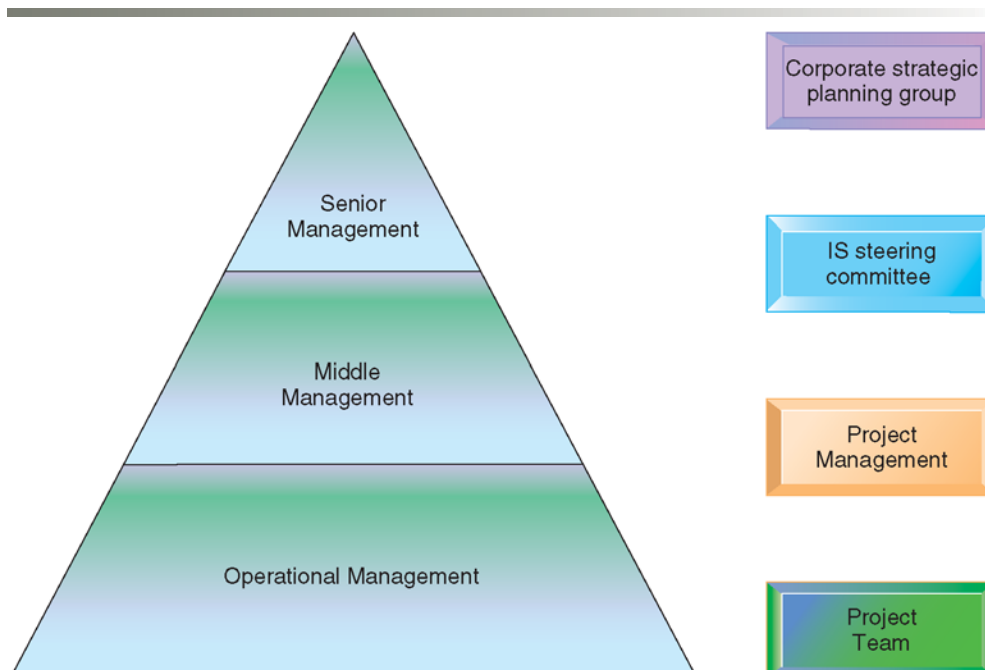 Senior
Management
Middle
Management
Operational Management
Corporate strategic
planning group
IS steering
committee
Project
Management
Project
Team